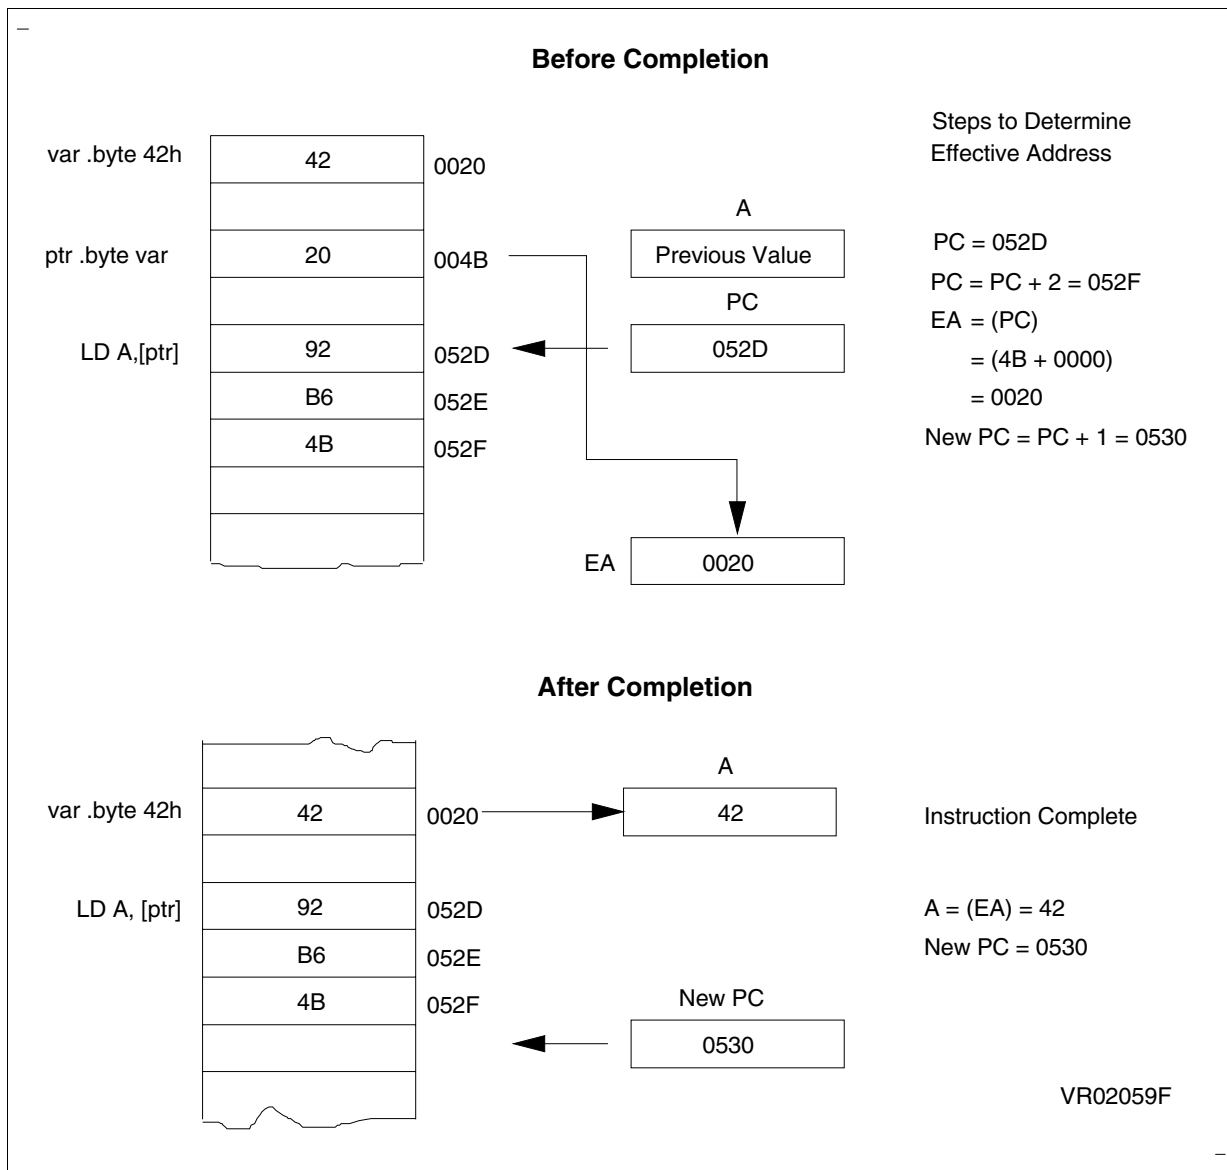 Before Completion
Steps to Determine
Effective Address
var .byte 42h
42
0020
A
ptr .byte var
20
004B
Previous Value
PC = 052D
PC
PC = PC + 2 = 052F
LD A,[ptr]
92
052D
052D
EA = (PC)
= (4B + 0000)
B6
052E
= 0020
4B
052F
New PC = PC + 1 = 0530
EA
0020
After Completion
A
var .byte 42h
42
0020
42
Instruction Complete
LD A, [ptr]
92
052D
A = (EA) = 42
B6
052E
New PC = 0530
4B
052F
New PC
0530
VR02059F